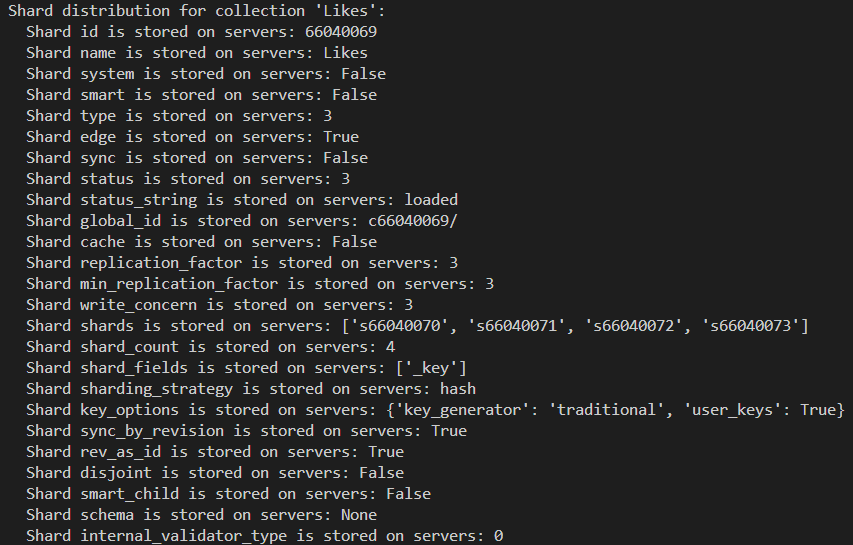 Shard distribution for collection 'Likes':
Shard id is stored on servers: 66040069
Shard name is stored on servers: Likes
Shard system is stored on servers: False
Shard smart is stored on servers: False
Shard type is stored on servers: 3
Shard edge is stored on servers: True
Shard sync is stored on servers: False
Shard status is stored on servers: 3
Shard status_string is stored on servers: loaded
Shard global_id is stored on servers: c66040069/
Shard cache is stored on servers: False
Shard replication_factor is stored on servers: 3
Shard min_replication_factor is stored on servers: 3
Shard write_concern is stored on servers: 3
Shard shards is stored on servers: ['s66040070', 's66040071', 's66040072', 's66040073']
Shard shard_count is stored on servers: 4
Shard shard_fields is stored on servers: ['_key']
Shard sharding_strategy is stored on servers: hash
Shard key_options is stored on servers: {'key_generator': 'traditional', 'user_keys': True}
Shard sync_by_revision is stored on servers: True
Shard rev_as_id is stored on servers: True
Shard disjoint is stored on servers: False
Shard smart_child is stored on servers: False
Shard schema is stored on servers: None
Shard internal_validator_type is stored on servers: 0